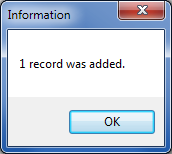 Information
1 record was added.
OK